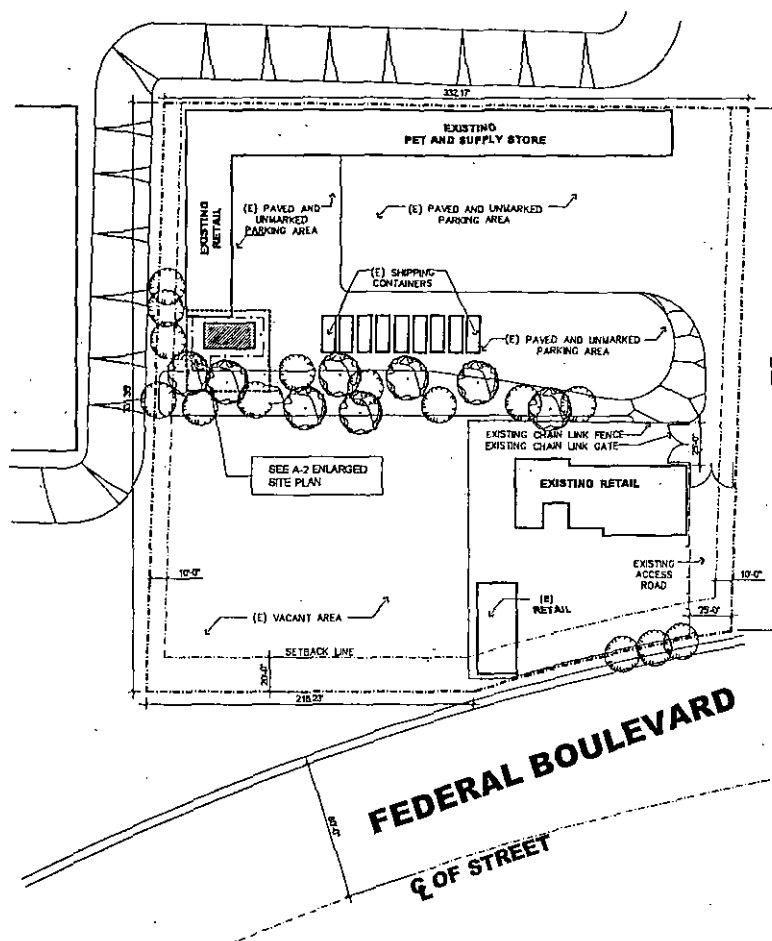 332.17'
EXISTING
PET AND SUPPLY STORE
EXISTING
RETAIL
(E) PAVED AND
UNMARKED
PARKING AREA
(E) PAVED AND UNMARKED
PARKING AREA
(E) SHIPPING
CONTAINERS
(E) PAVED AND UNMARKED
PARKING AREA
EXISTING CHAIN LINK FENCE
EXISTING CHAIN LINK GATE
25'-0"
SEE A-2 ENLARGED
SITE PLAN
EXISTING RETAIL
EXISTING
ACCESS
ROAD
10'-0"
10'-0"
25'-0"
(E) VACANT AREA
RETAIL
SETBACK LINE
20'-0"
FEDERAL BOULEVARD
℄ OF STREET